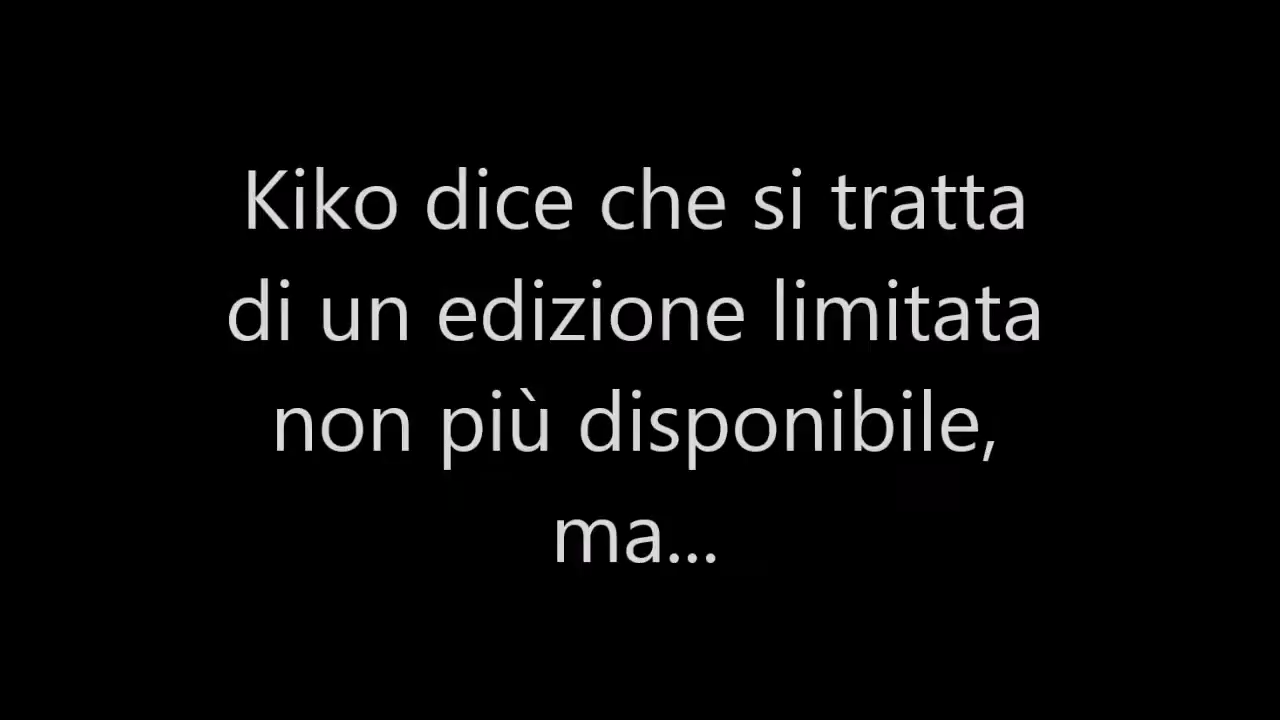 Kiko dice che si tratta
di un edizione limitata
non più disponibile,
ma...